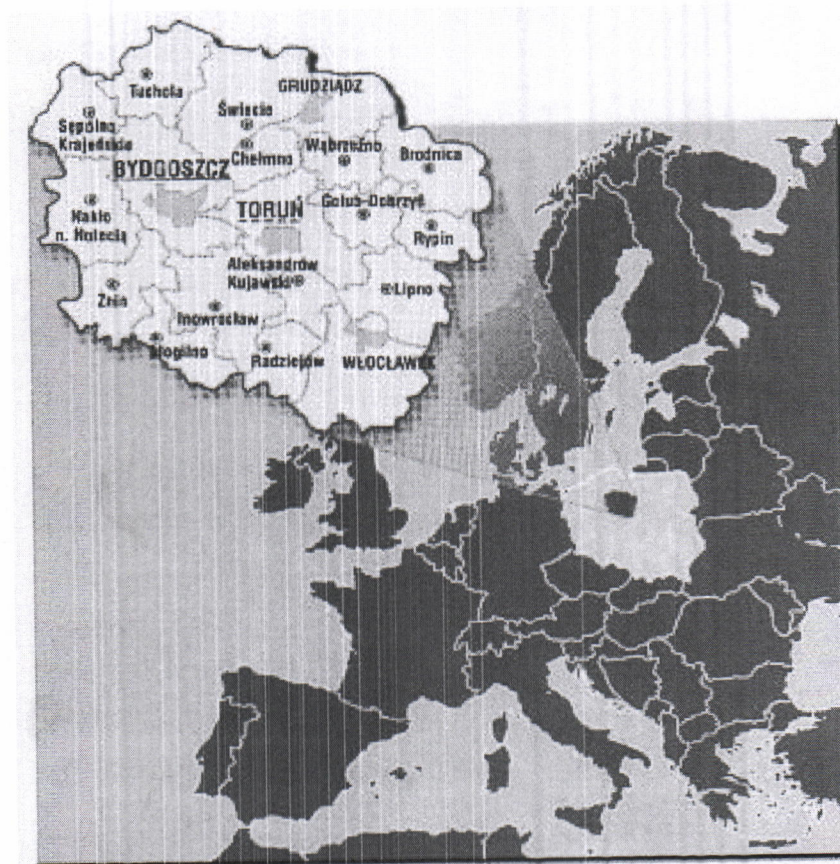 Tuchola
GRUDZIĄDZ
Świecie
Sępólno
Krajeńskie
Chełmno
Wąbrzeźno
Brodnica
BYDGOSZCZ
Nakło
n. Notecią
TORUŃ
Golub-Dobrzyń
Rypin
Aleksandrów
Kujawski
Żnin
Lipno
Inowrocław
Mogilno
Radziejów
WŁOCŁAWEK